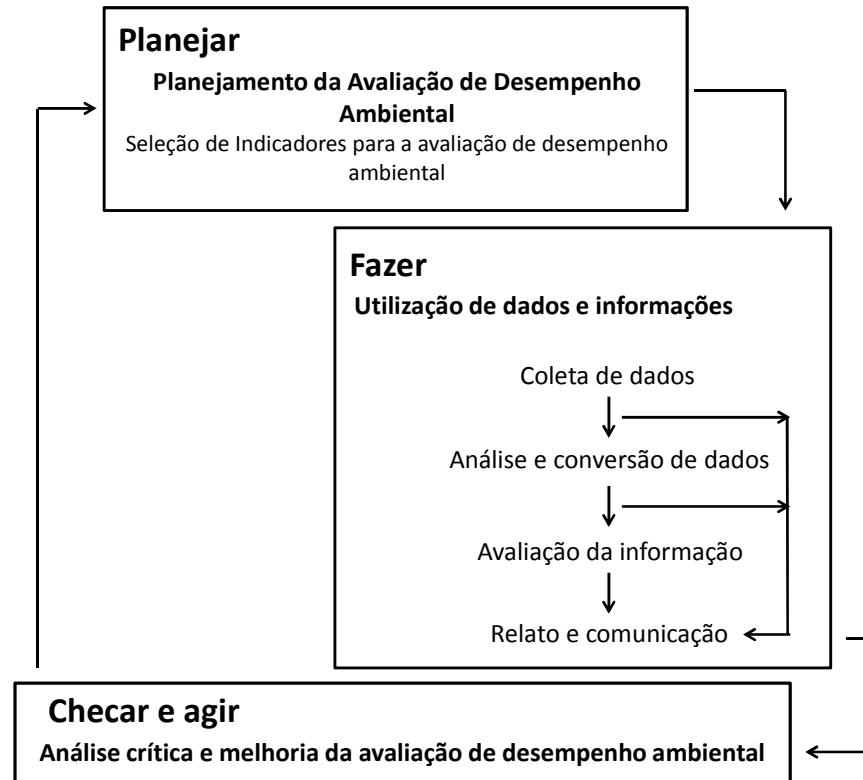 Planejar
Planejamento da Avaliação de Desempenho
Ambiental
Seleção de Indicadores para a avaliação de desempenho
ambiental
Fazer
Utilização de dados e informações
Coleta de dados
Análise e conversão de dados
Avaliação da informação
Relato e comunicação
Checar e agir
Análise crítica e melhoria da avaliação de desempenho ambiental